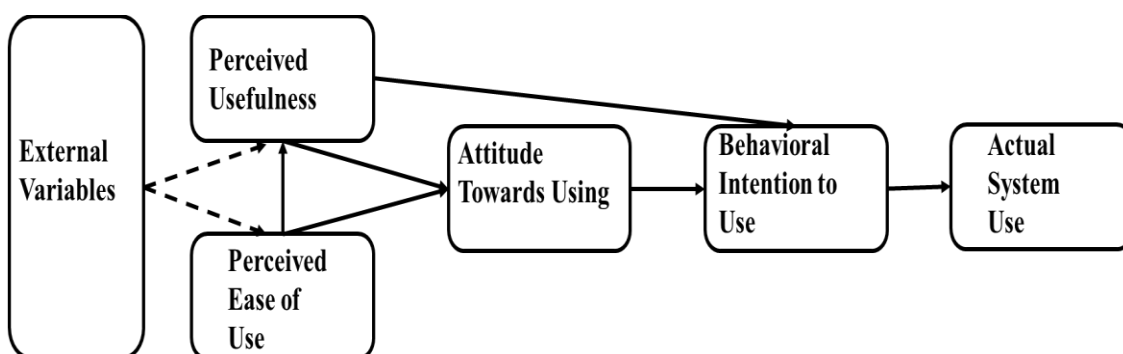 External
Variables
Perceived
Usefulness
Perceived
Ease of
Use
Attitude
Towards Using
Behavioral
Intention to
Use
Actual
System
Use